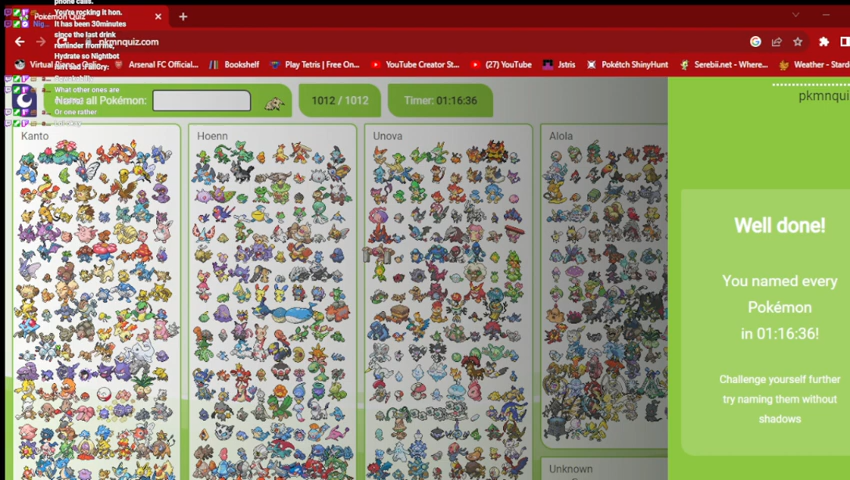 phone calls.
You're rocking it hon.
Pokémon Quiz
It has been 30minutes
since the last drink
reminder from me,
Hydrate so Nightbot
pkmnquiz.com
Arsenal FC Official...
Bookshelf
Play Tetris | Free On...
YouTube Creator St...
(27) YouTube
Jstris
Pokétch ShinyHunt
Serebii.net - Where...
Weather - Stard
What other ones are
Or one rather
Name all Pokémon:
1012 / 1012
Timer: 01:16:36
pkmnqui
Kanto
Hoenn
Unova
Alola
Unknown
Well done!
You named every
Pokémon
in 01:16:36!
Challenge yourself further
try naming them without
shadows